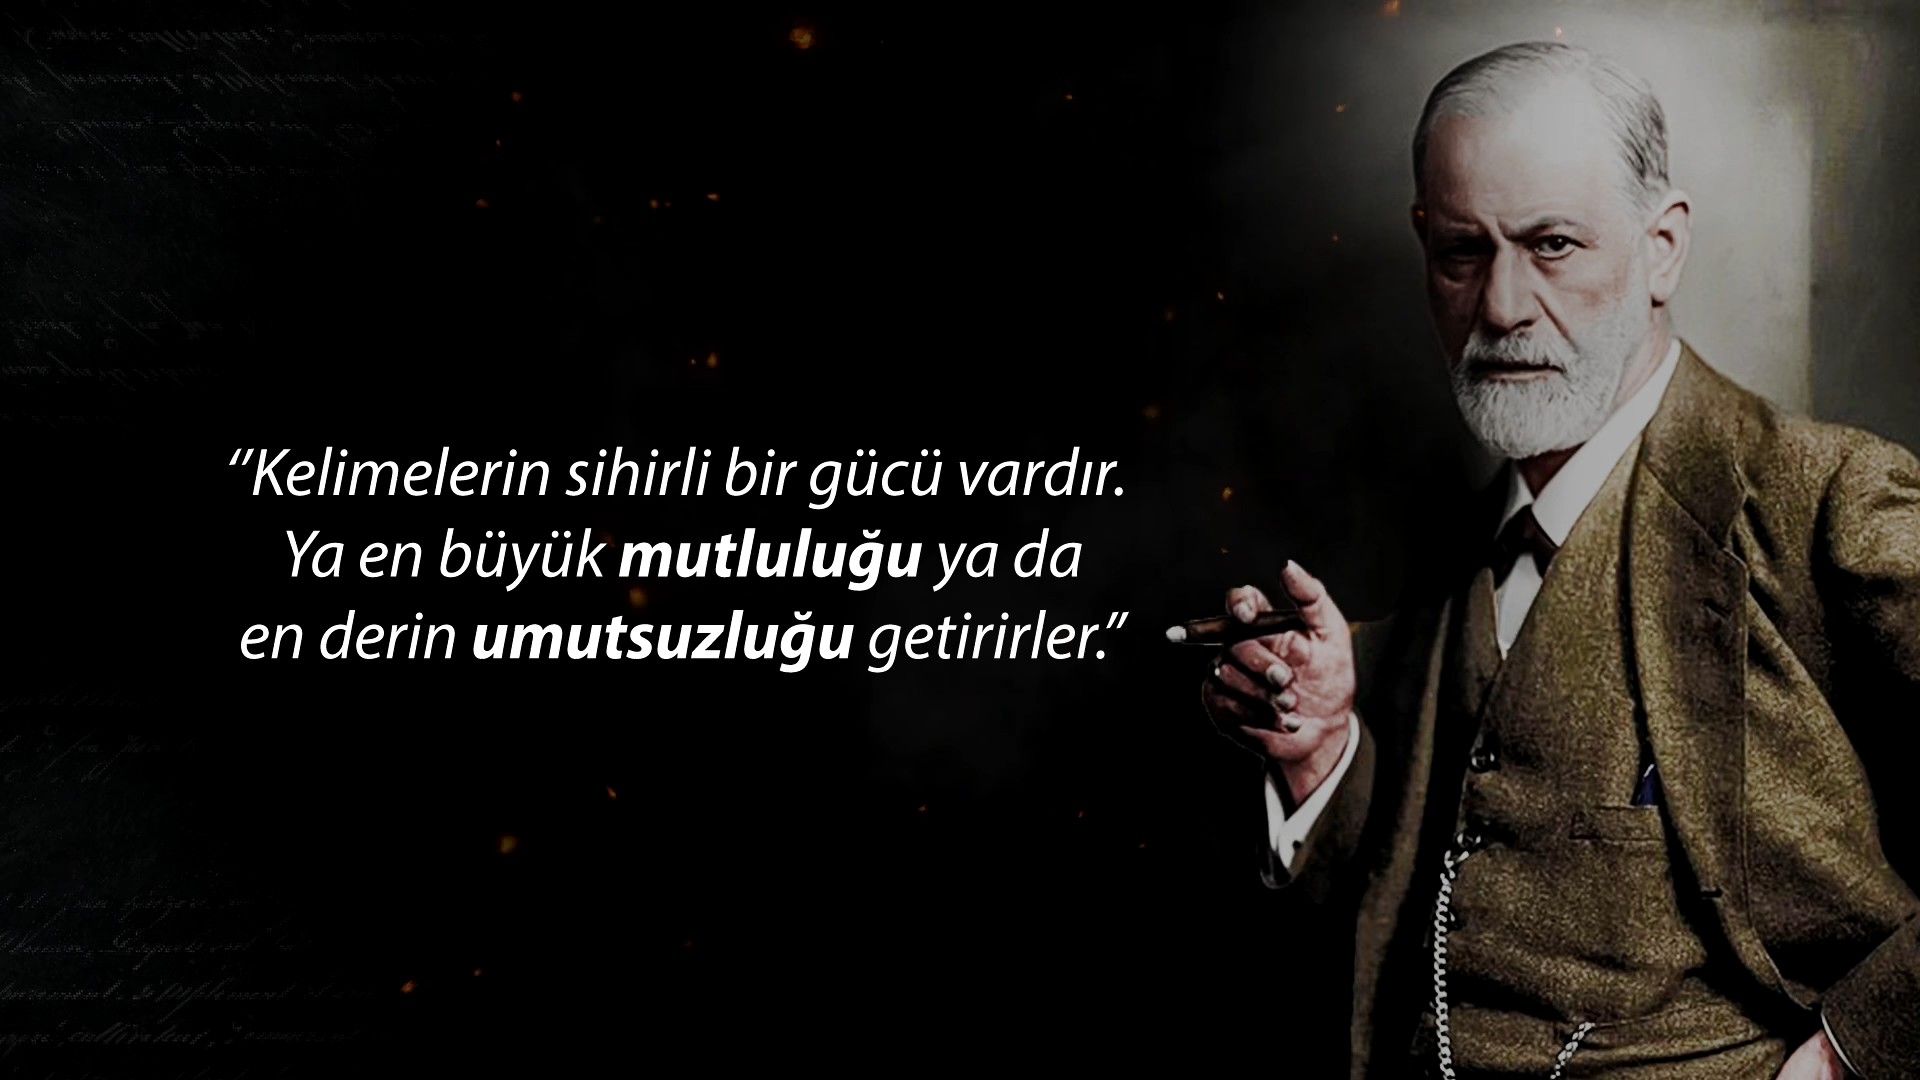 “Kelimelerin sihirli bir gücü vardır.
Ya en büyük mutluluğu ya da
en derin umutsuzluğu getirirler.”